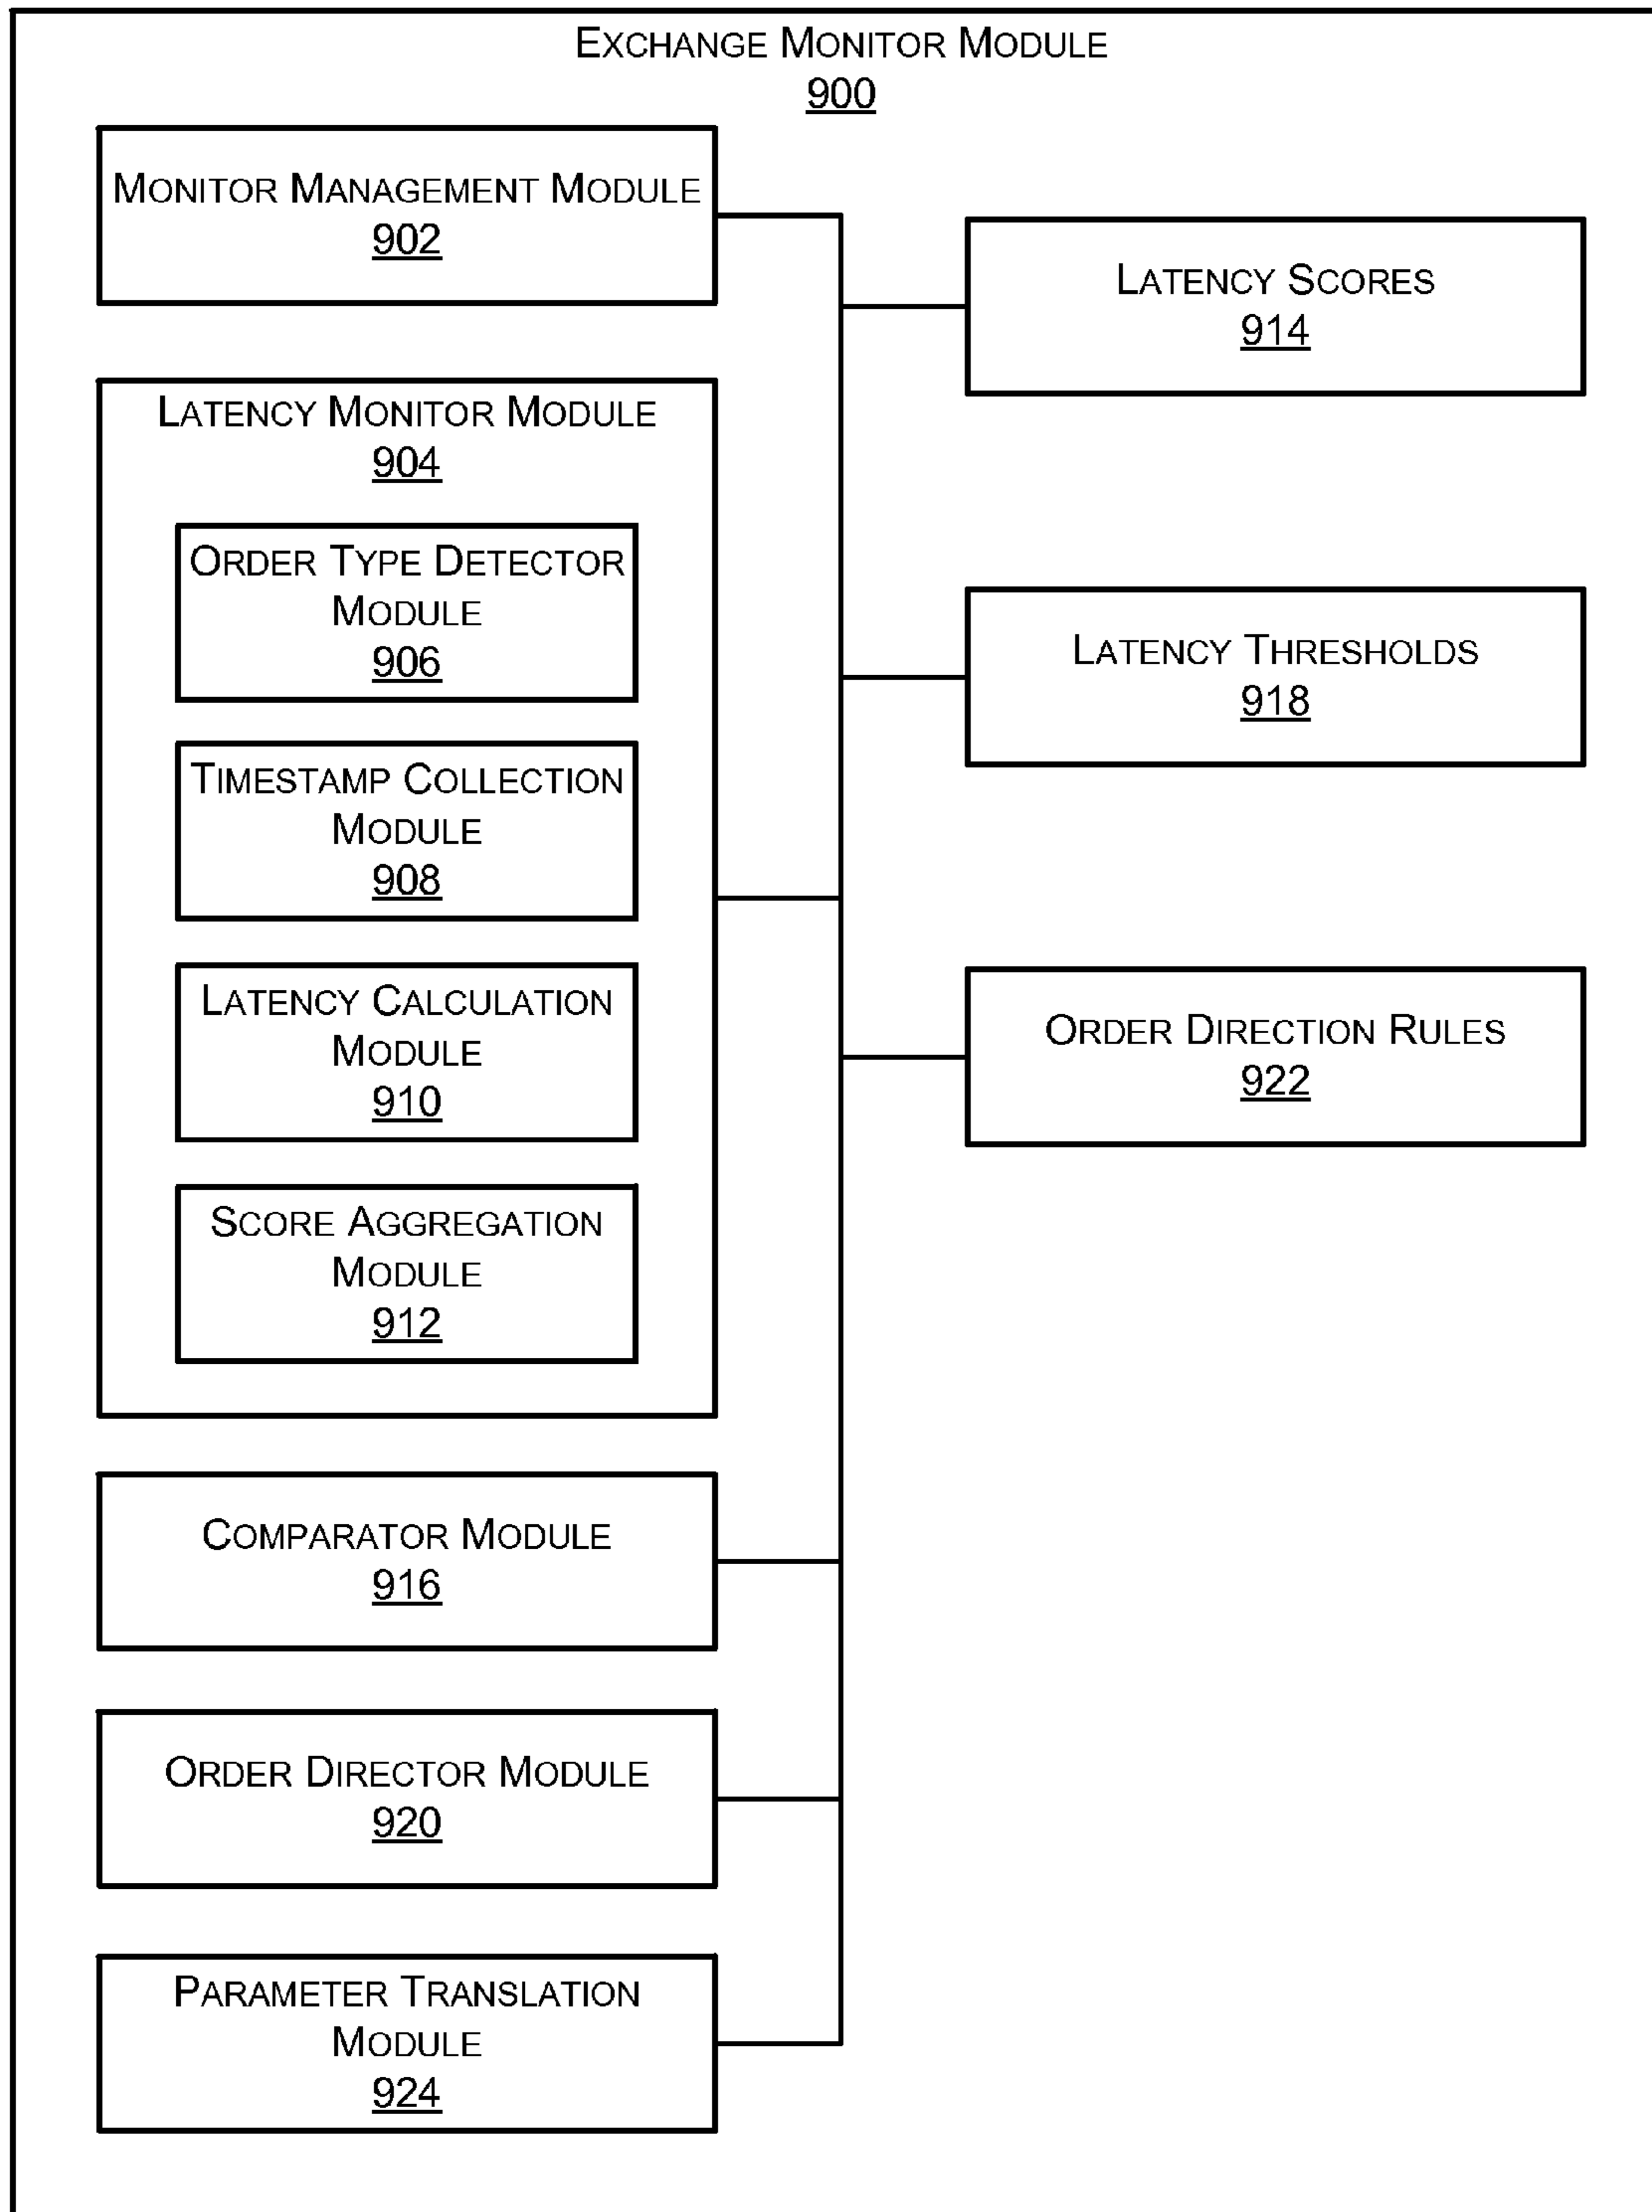 EXCHANGE MONITOR MODULE
900
MONITOR MANAGEMENT MODULE
902
LATENCY MONITOR MODULE
904
ORDER TYPE DETECTOR
MODULE
906
TIMESTAMP COLLECTION
MODULE
908
LATENCY CALCULATION
MODULE
910
SCORE AGGREGATION
MODULE
912
COMPARATOR MODULE
916
ORDER DIRECTOR MODULE
920
PARAMETER TRANSLATION
MODULE
924
LATENCY SCORES
914
LATENCY THRESHOLDS
918
ORDER DIRECTION RULES
922